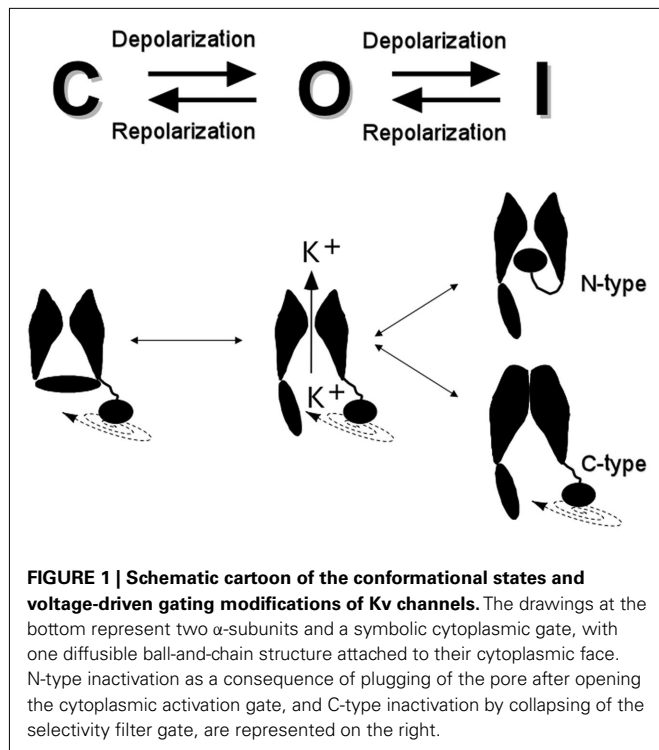 Depolarization Depolarization
C O I
Repolarization Repolarization
K+
N-type
K+
C-type
FIGURE 1 | Schematic cartoon of the conformational states and
voltage-driven gating modifications of Kv channels. The drawings at the
bottom represent two α-subunits and a symbolic cytoplasmic gate, with
one diffusible ball-and-chain structure attached to their cytoplasmic face.
N-type inactivation as a consequence of plugging of the pore after opening
the cytoplasmic activation gate, and C-type inactivation by collapsing of the
selectivity filter gate, are represented on the right.